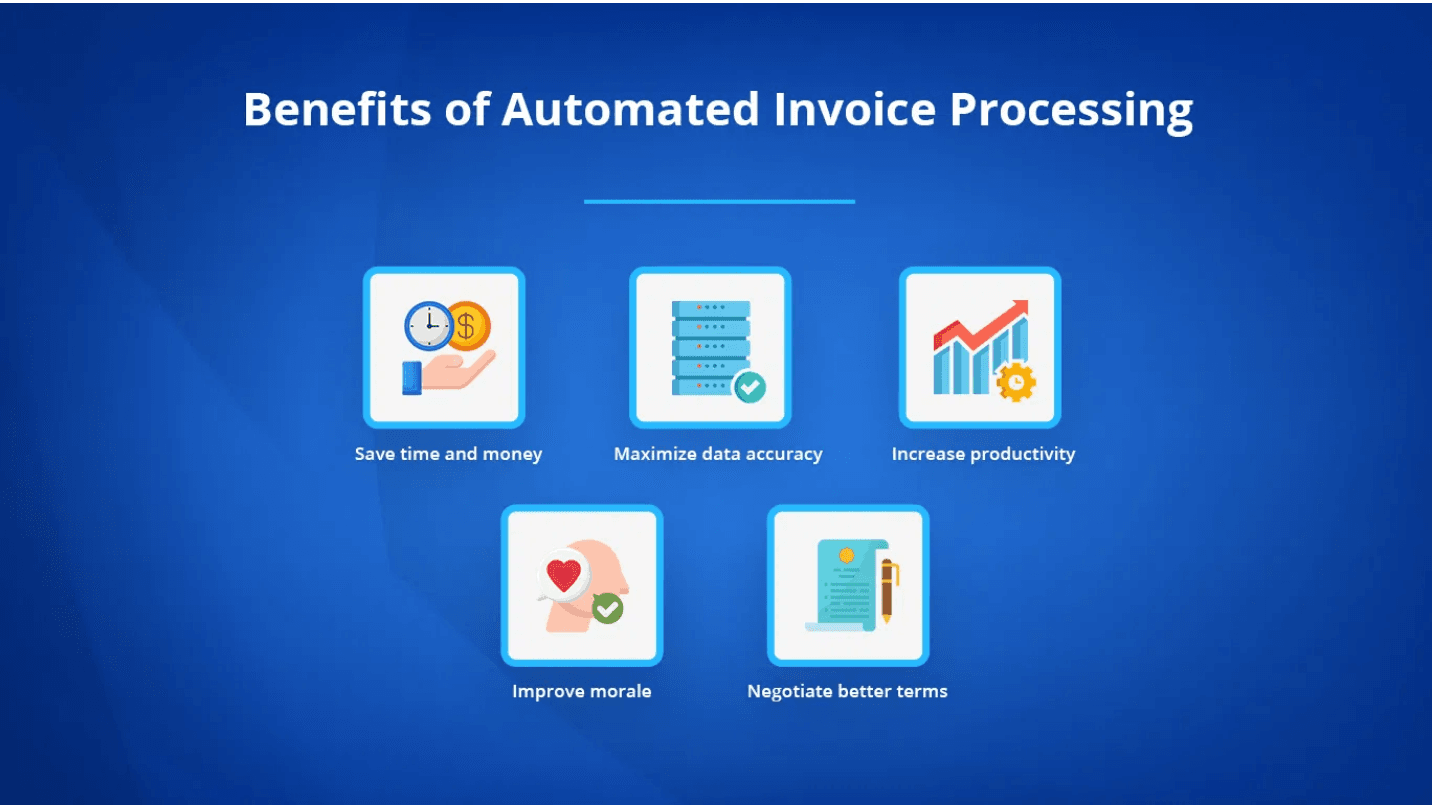 Benefits of Automated Invoice Processing
Save time and money
Maximize data accuracy
Increase productivity
Improve morale
Negotiate better terms